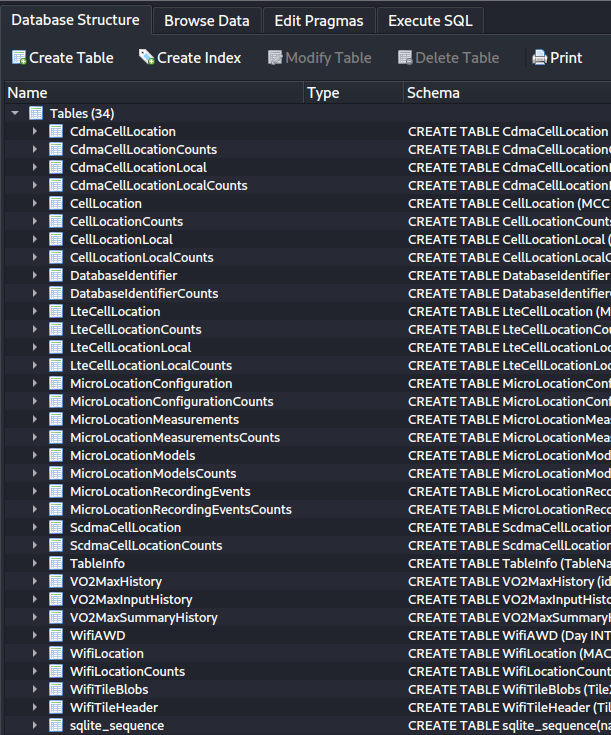 Database Structure Browse Data Edit Pragmas Execute SQL
Create Table Create Index Modify Table Delete Table Print
Name Type Schema
Tables (34)
CdmaCellLocation CREATE TABLE CdmaCellLocation
CdmaCellLocationCounts CREATE TABLE CdmaCellLocationC
CdmaCellLocationLocal CREATE TABLE CdmaCellLocationL
CdmaCellLocationLocalCounts CREATE TABLE CdmaCellLocationL
CellLocation CREATE TABLE CellLocation (MCC
CellLocationCounts CREATE TABLE CellLocationCounts
CellLocationLocal CREATE TABLE CellLocationLocal (
CellLocationLocalCounts CREATE TABLE CellLocationLocalC
DatabaseIdentifier CREATE TABLE DatabaseIdentifier
DatabaseIdentifierCounts CREATE TABLE DatabaseIdentifier
LteCellLocation CREATE TABLE LteCellLocation (M
LteCellLocationCounts CREATE TABLE LteCellLocationCou
LteCellLocationLocal CREATE TABLE LteCellLocationLoc
LteCellLocationLocalCounts CREATE TABLE LteCellLocationLoc
MicroLocationConfiguration CREATE TABLE MicroLocationConf
MicroLocationConfigurationCounts CREATE TABLE MicroLocationConf
MicroLocationMeasurements CREATE TABLE MicroLocationMea
MicroLocationMeasurementsCounts CREATE TABLE MicroLocationMea
MicroLocationModels CREATE TABLE MicroLocationMod
MicroLocationModelsCounts CREATE TABLE MicroLocationMod
MicroLocationRecordingEvents CREATE TABLE MicroLocationReco
MicroLocationRecordingEventsCounts CREATE TABLE MicroLocationReco
ScdmaCellLocation CREATE TABLE ScdmaCellLocation
ScdmaCellLocationCounts CREATE TABLE ScdmaCellLocation
TableInfo CREATE TABLE TableInfo (TableNa
VO2MaxHistory CREATE TABLE VO2MaxHistory (id
VO2MaxInputHistory CREATE TABLE VO2MaxInputHisto
VO2MaxSummaryHistory CREATE TABLE VO2MaxSummaryH
WifiAWD CREATE TABLE WifiAWD (Day INT
WifiLocation CREATE TABLE WifiLocation (MAC
WifiLocationCounts CREATE TABLE WifiLocationCount
WifiTileBlobs CREATE TABLE WifiTileBlobs (Tile
WifiTileHeader CREATE TABLE WifiTileHeader (Til
sqlite_sequence CREATE TABLE sqlite_sequence(na